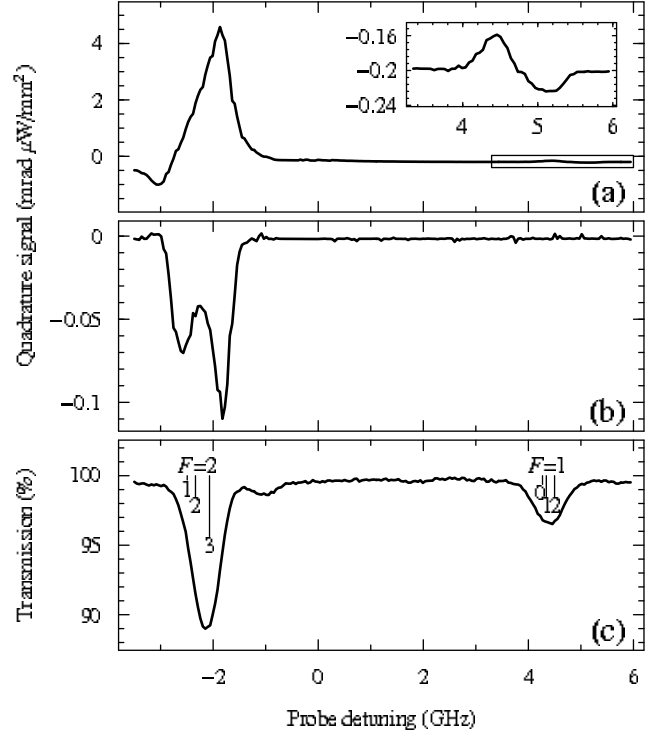 Quadrature signal (mrad μW/mm²)
4
2
0
−0.16
−0.2
−0.24
4 5 6
(a)
0
−0.05
−0.1
(b)
Transmission (%)
100
95
90
F=2
1
2
3
F=1
0
12
(c)
−2 0 2 4 6
Probe detuning (GHz)